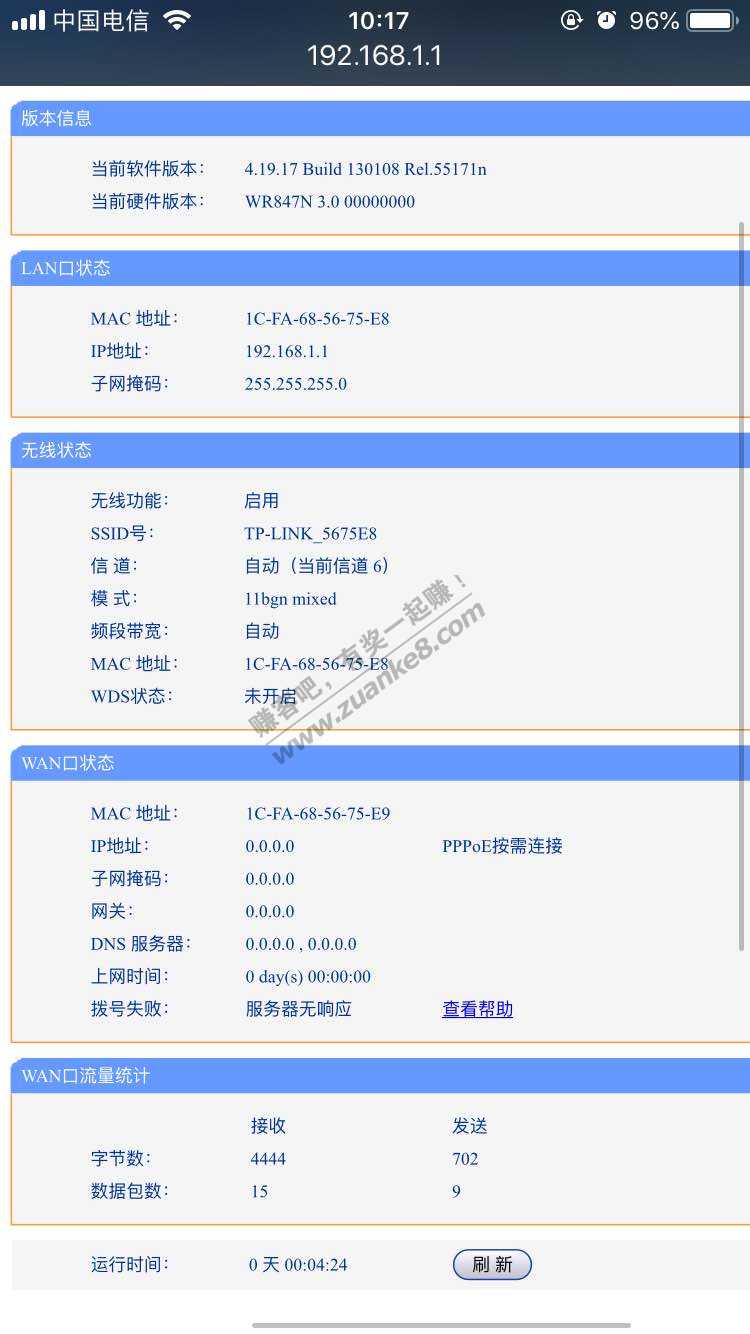 中国电信 10:17 96%
192.168.1.1
版本信息
当前软件版本： 4.19.17 Build 130108 Rel.55171n
当前硬件版本： WR847N 3.0 00000000
LAN口状态
MAC 地址： 1C-FA-68-56-75-E8
IP地址： 192.168.1.1
子网掩码： 255.255.255.0
无线状态
无线功能： 启用
SSID号： TP-LINK_5675E8
信 道： 自动（当前信道 6）
模 式： 11bgn mixed
频段带宽： 自动
MAC 地址： 1C-FA-68-56-75-E8
WDS状态： 未开启
赚客吧，有奖一起赚！
www.zuanke8.com
WAN口状态
MAC 地址： 1C-FA-68-56-75-E9
IP地址： 0.0.0.0 PPPoE按需连接
子网掩码： 0.0.0.0
网关： 0.0.0.0
DNS 服务器： 0.0.0.0 , 0.0.0.0
上网时间： 0 day(s) 00:00:00
拨号失败： 服务器无响应 查看帮助
WAN口流量统计
接收 发送
字节数： 4444 702
数据包数： 15 9
运行时间： 0 天 00:04:24 刷 新